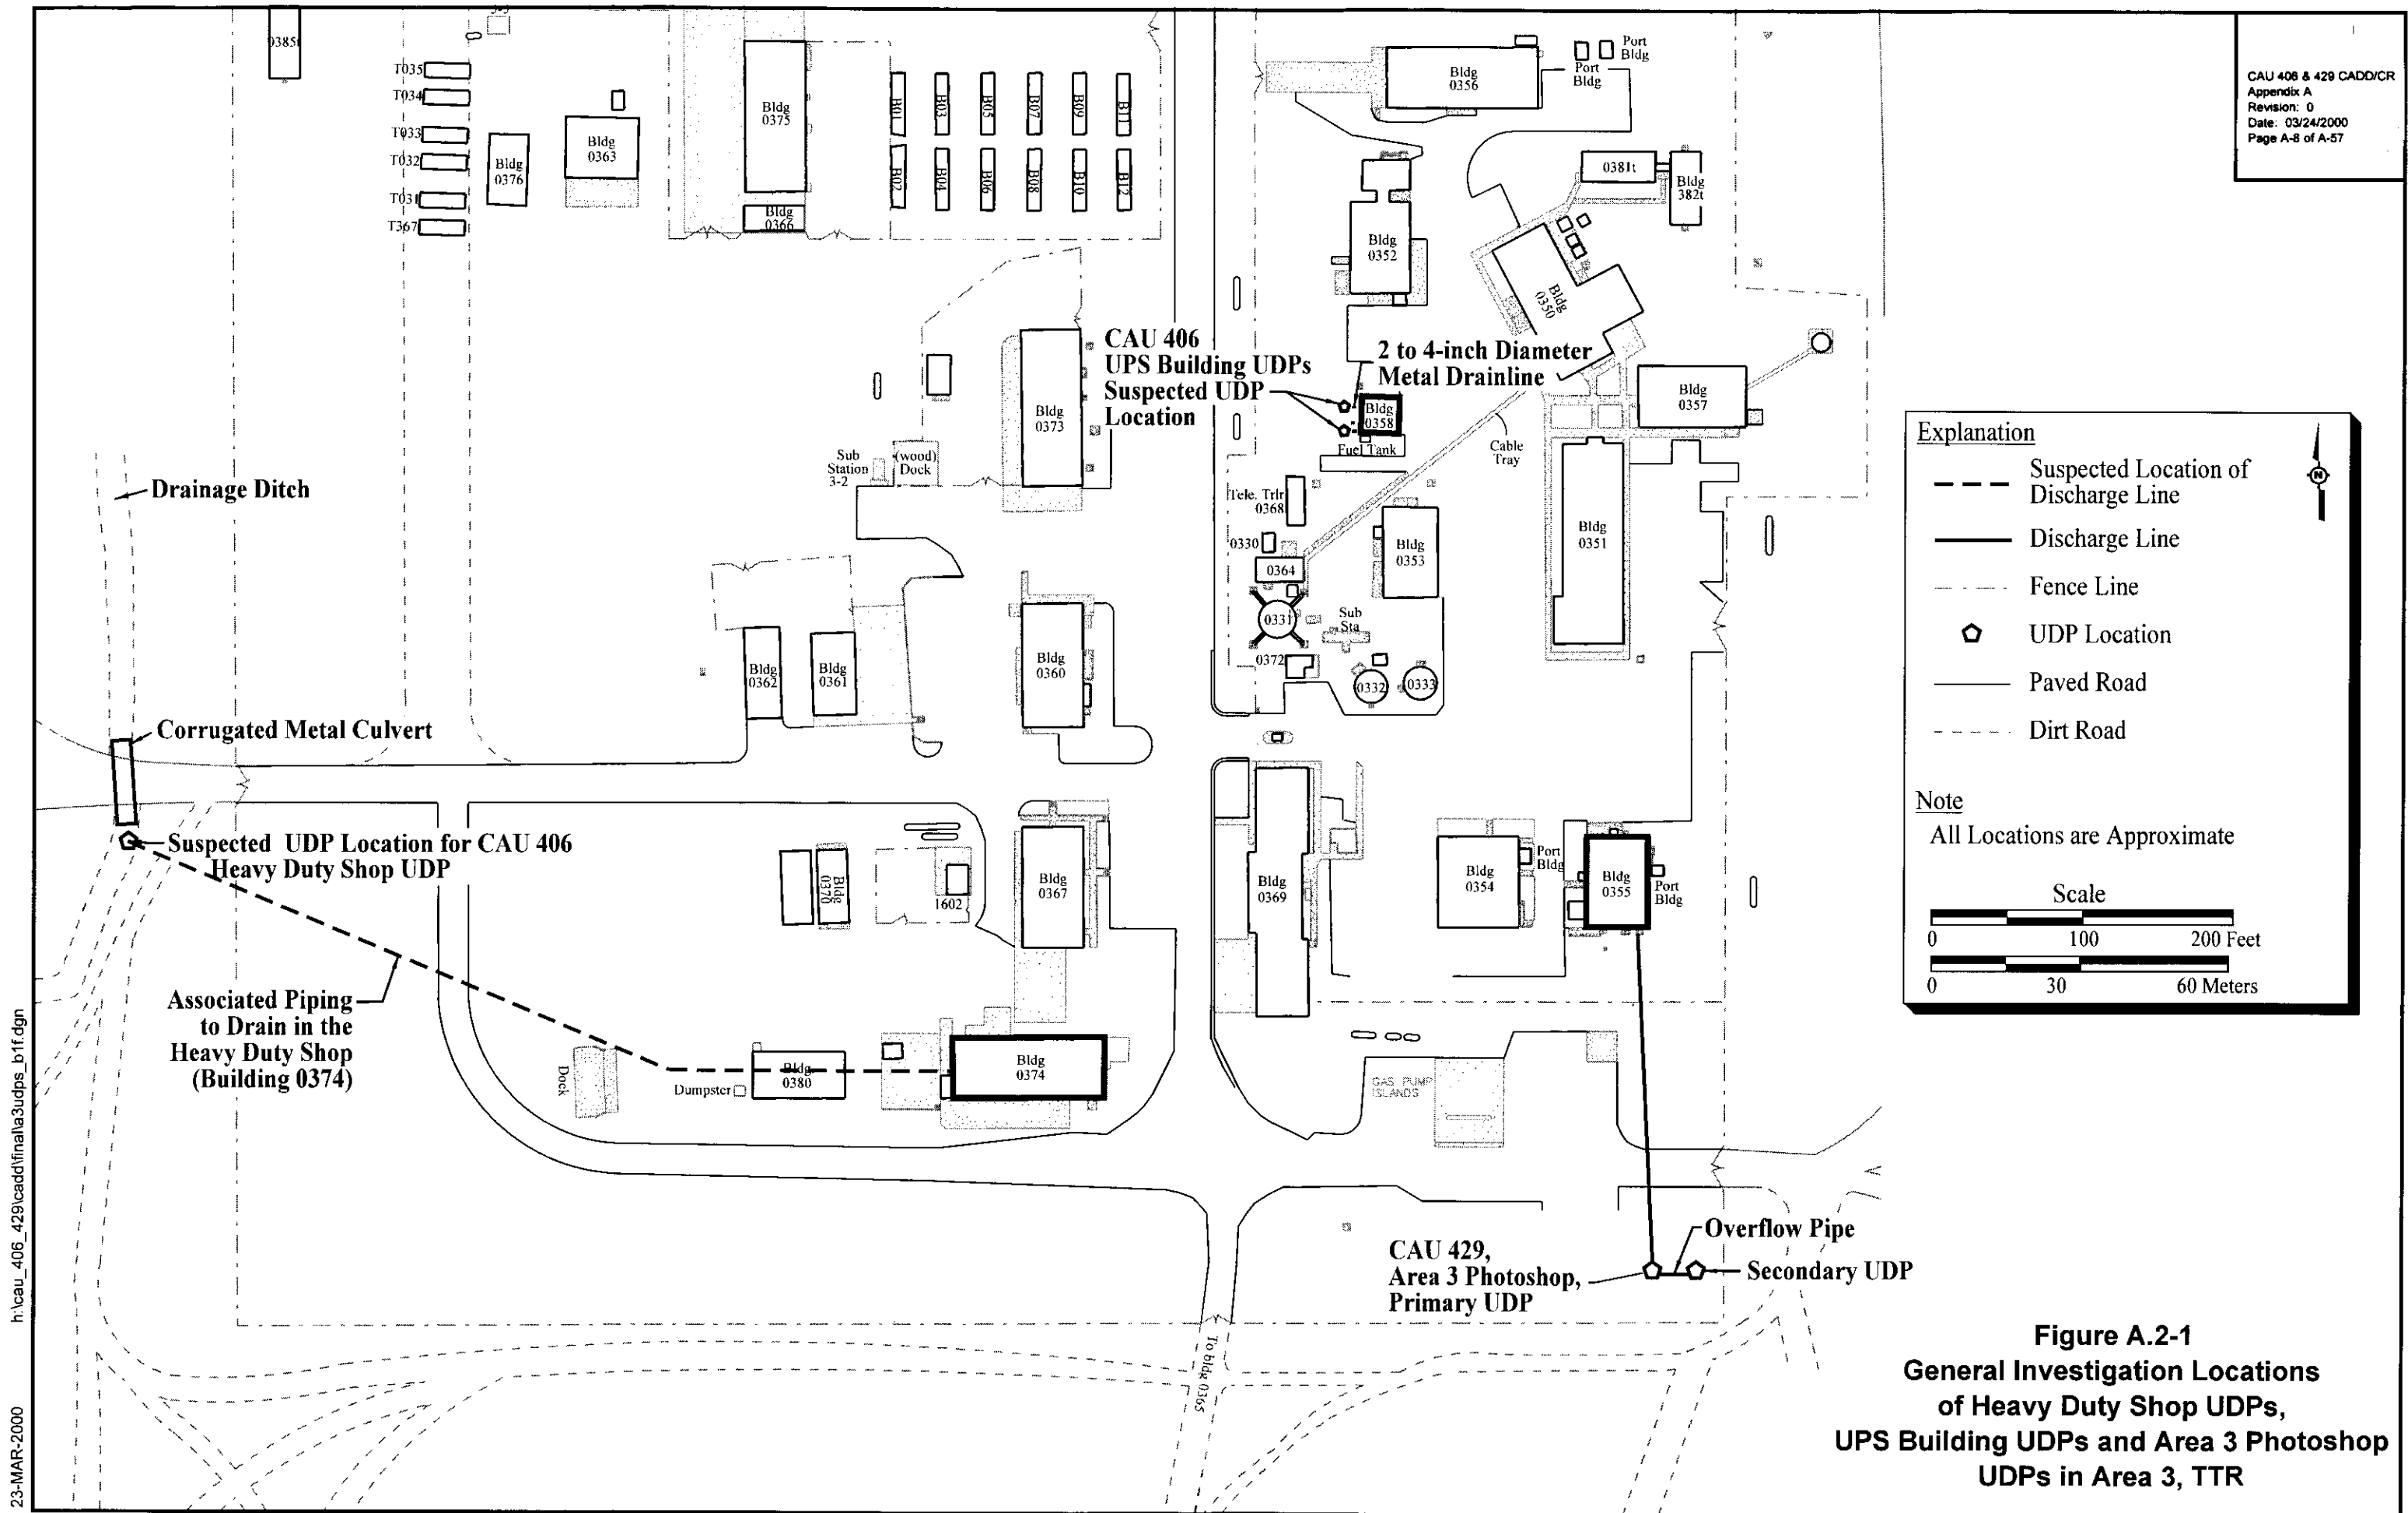 CAU 406 & 429 CADD/CR
Appendix A
Revision: 0
Date: 03/24/2000
Page A-8 of A-57
0385t
3-3
T035
T034
T033
T032
T031
T367
Bldg
0376
Bldg
0363
Bldg
0375
Bldg
0366
B01
B03
B05
B07
B09
B11
B02
B04
B06
B08
B10
B12
Bldg
0356
Port
Bldg
Port
Bldg
0381t
Bldg
382t
Bldg
0352
Bldg
0350
Bldg
0357
CAU 406
UPS Building UDPs
Suspected UDP
Location
2 to 4-inch Diameter
Metal Drainline
Bldg
0358
Fuel Tank
Cable
Tray
Bldg
0373
Sub
Station
3-2
(wood)
Dock
Drainage Ditch
Tele. Trlr
0368
0330
0364
0331
Sub
Sta
0372
0332
0333
Bldg
0353
Bldg
0351
Bldg
0362
Bldg
0361
Bldg
0360
Corrugated Metal Culvert
Suspected UDP Location for CAU 406
Heavy Duty Shop UDP
Bldg
0370
1602
Bldg
0367
Bldg
0369
Bldg
0354
Port
Bldg
Bldg
0355
Port
Bldg
Associated Piping
to Drain in the
Heavy Duty Shop
(Building 0374)
Dock
Dumpster
Bldg
0380
Bldg
0374
GAS PUMP
ISLANDS
Overflow Pipe
CAU 429,
Area 3 Photoshop,
Primary UDP
Secondary UDP
To bldg 0365
Explanation
Suspected Location of
Discharge Line
Discharge Line
Fence Line
UDP Location
Paved Road
Dirt Road
N
Note
All Locations are Approximate
Scale
0 100 200 Feet
0 30 60 Meters
Figure A.2-1
General Investigation Locations
of Heavy Duty Shop UDPs,
UPS Building UDPs and Area 3 Photoshop
UDPs in Area 3, TTR
h:\cau_406_429\cadd\final\a3udps_b1f.dgn
23-MAR-2000